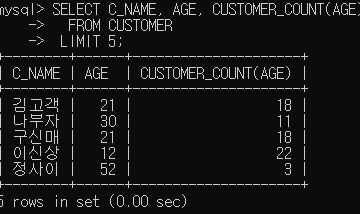 mysql> SELECT C_NAME, AGE, CUSTOMER_COUNT(AGE)
-> FROM CUSTOMER
-> LIMIT 5;
+--------+------+---------------------+
| C_NAME | AGE | CUSTOMER_COUNT(AGE) |
+--------+------+---------------------+
| 김고객 | 21 | 18 |
| 나부자 | 30 | 11 |
| 구신매 | 21 | 18 |
| 이신상 | 12 | 22 |
| 정사이 | 52 | 3 |
+--------+------+---------------------+
5 rows in set (0.00 sec)